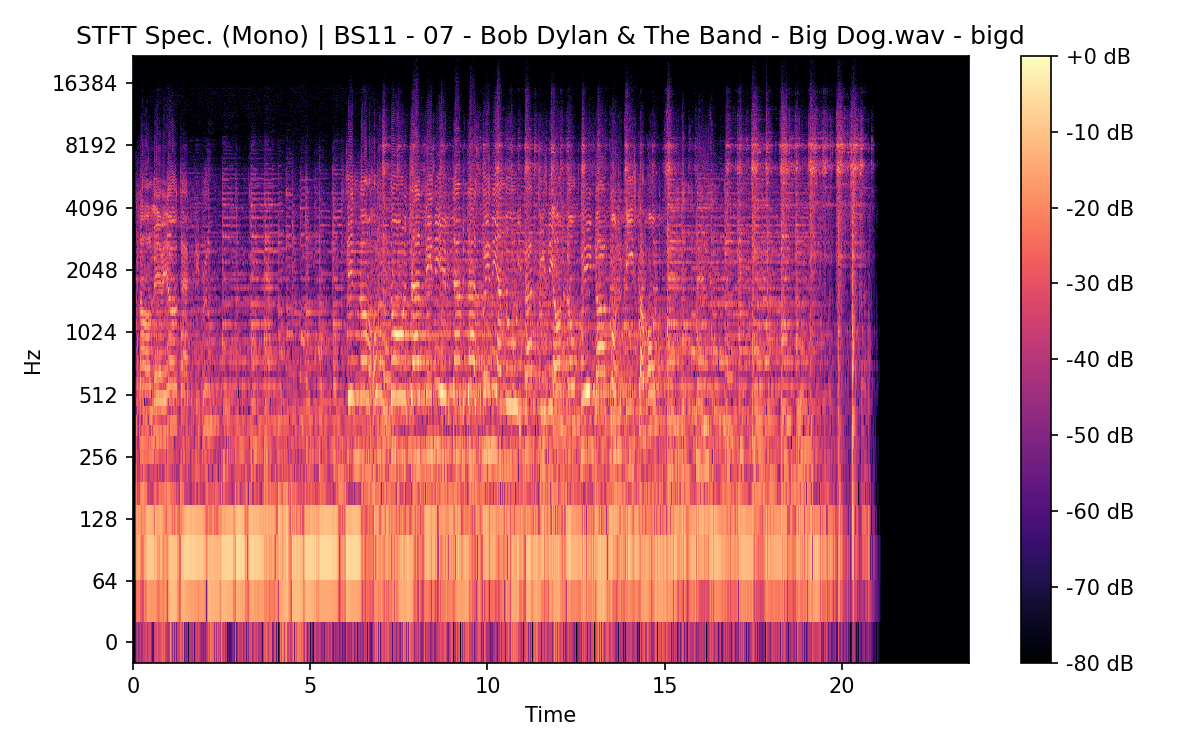 STFT Spec. (Mono) | BS11 - 07 - Bob Dylan & The Band - Big Dog.wav - bigd
16384
8192
4096
2048
1024
512
256
128
64
0
Hz
0
5
10
15
20
Time
+0 dB
-10 dB
-20 dB
-30 dB
-40 dB
-50 dB
-60 dB
-70 dB
-80 dB